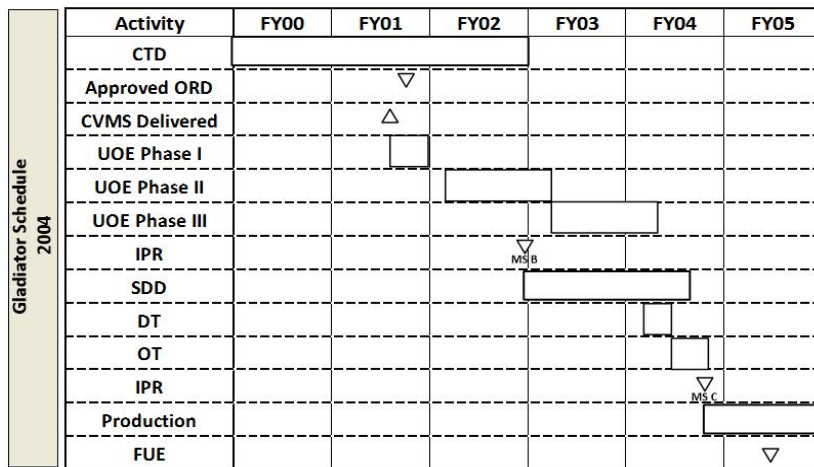 Gladiator Schedule
2004
Activity FY00 FY01 FY02 FY03 FY04 FY05
CTD
Approved ORD
CVMS Delivered
UOE Phase I
UOE Phase II
UOE Phase III
IPR
MS B
SDD
DT
OT
IPR
MS C
Production
FUE